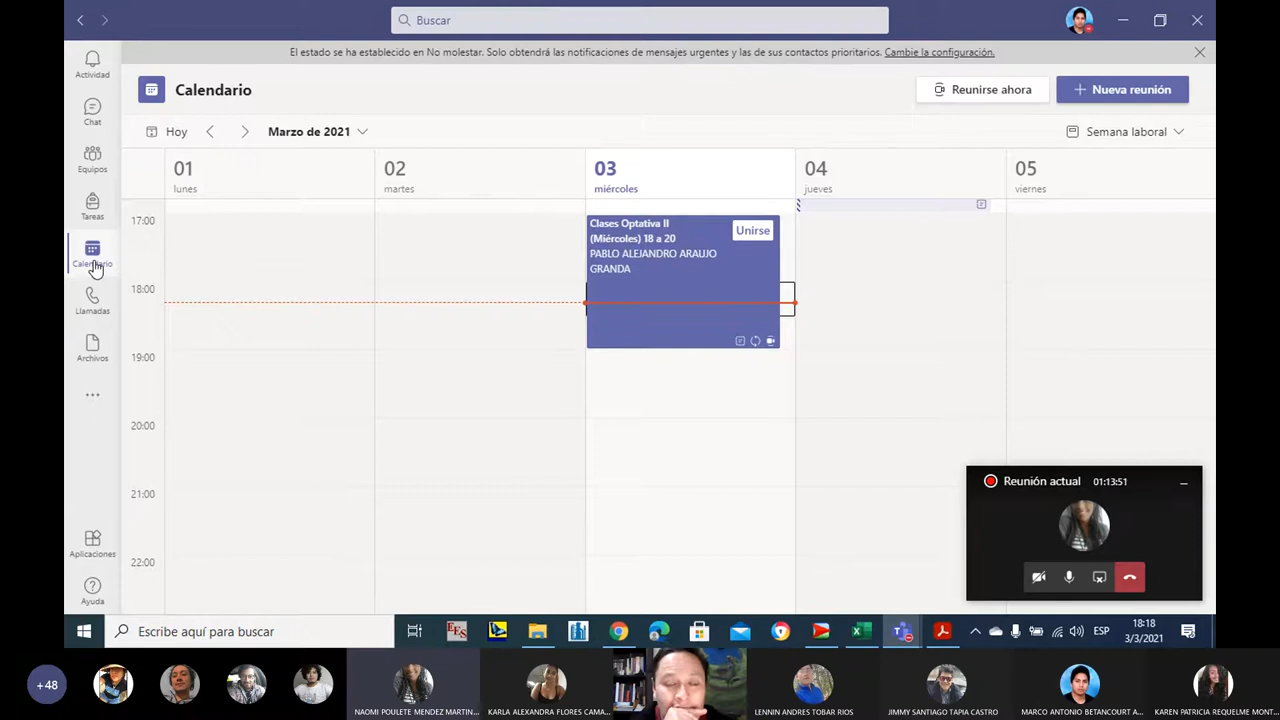 Buscar
El estado se ha establecido en No molestar. Solo obtendrá las notificaciones de mensajes urgentes y las de sus contactos prioritarios. Cambie la configuración.
Actividad
Chat
Equipos
Tareas
Calendario
Llamadas
Archivos
Aplicaciones
Ayuda
Calendario
Reunirse ahora
Nueva reunión
Hoy
Marzo de 2021
Semana laboral
01
lunes
02
martes
03
miércoles
04
jueves
05
viernes
17:00
18:00
19:00
20:00
21:00
22:00
Clases Optativa II
(Miércoles) 18 a 20
PABLO ALEJANDRO ARAUJO
GRANDA
Unirse
Reunión actual 01:13:51
Escribe aquí para buscar
EES
ESP
18:18
3/3/2021
+48
NAOMI POULETE MENDEZ MARTIN...
KARLA ALEXANDRA FLORES CAMA...
LENNIN ANDRES TOBAR RIOS
JIMMY SANTIAGO TAPIA CASTRO
MARCO ANTONIO BETANCOURT A...
KAREN PATRICIA REQUELME MONT...